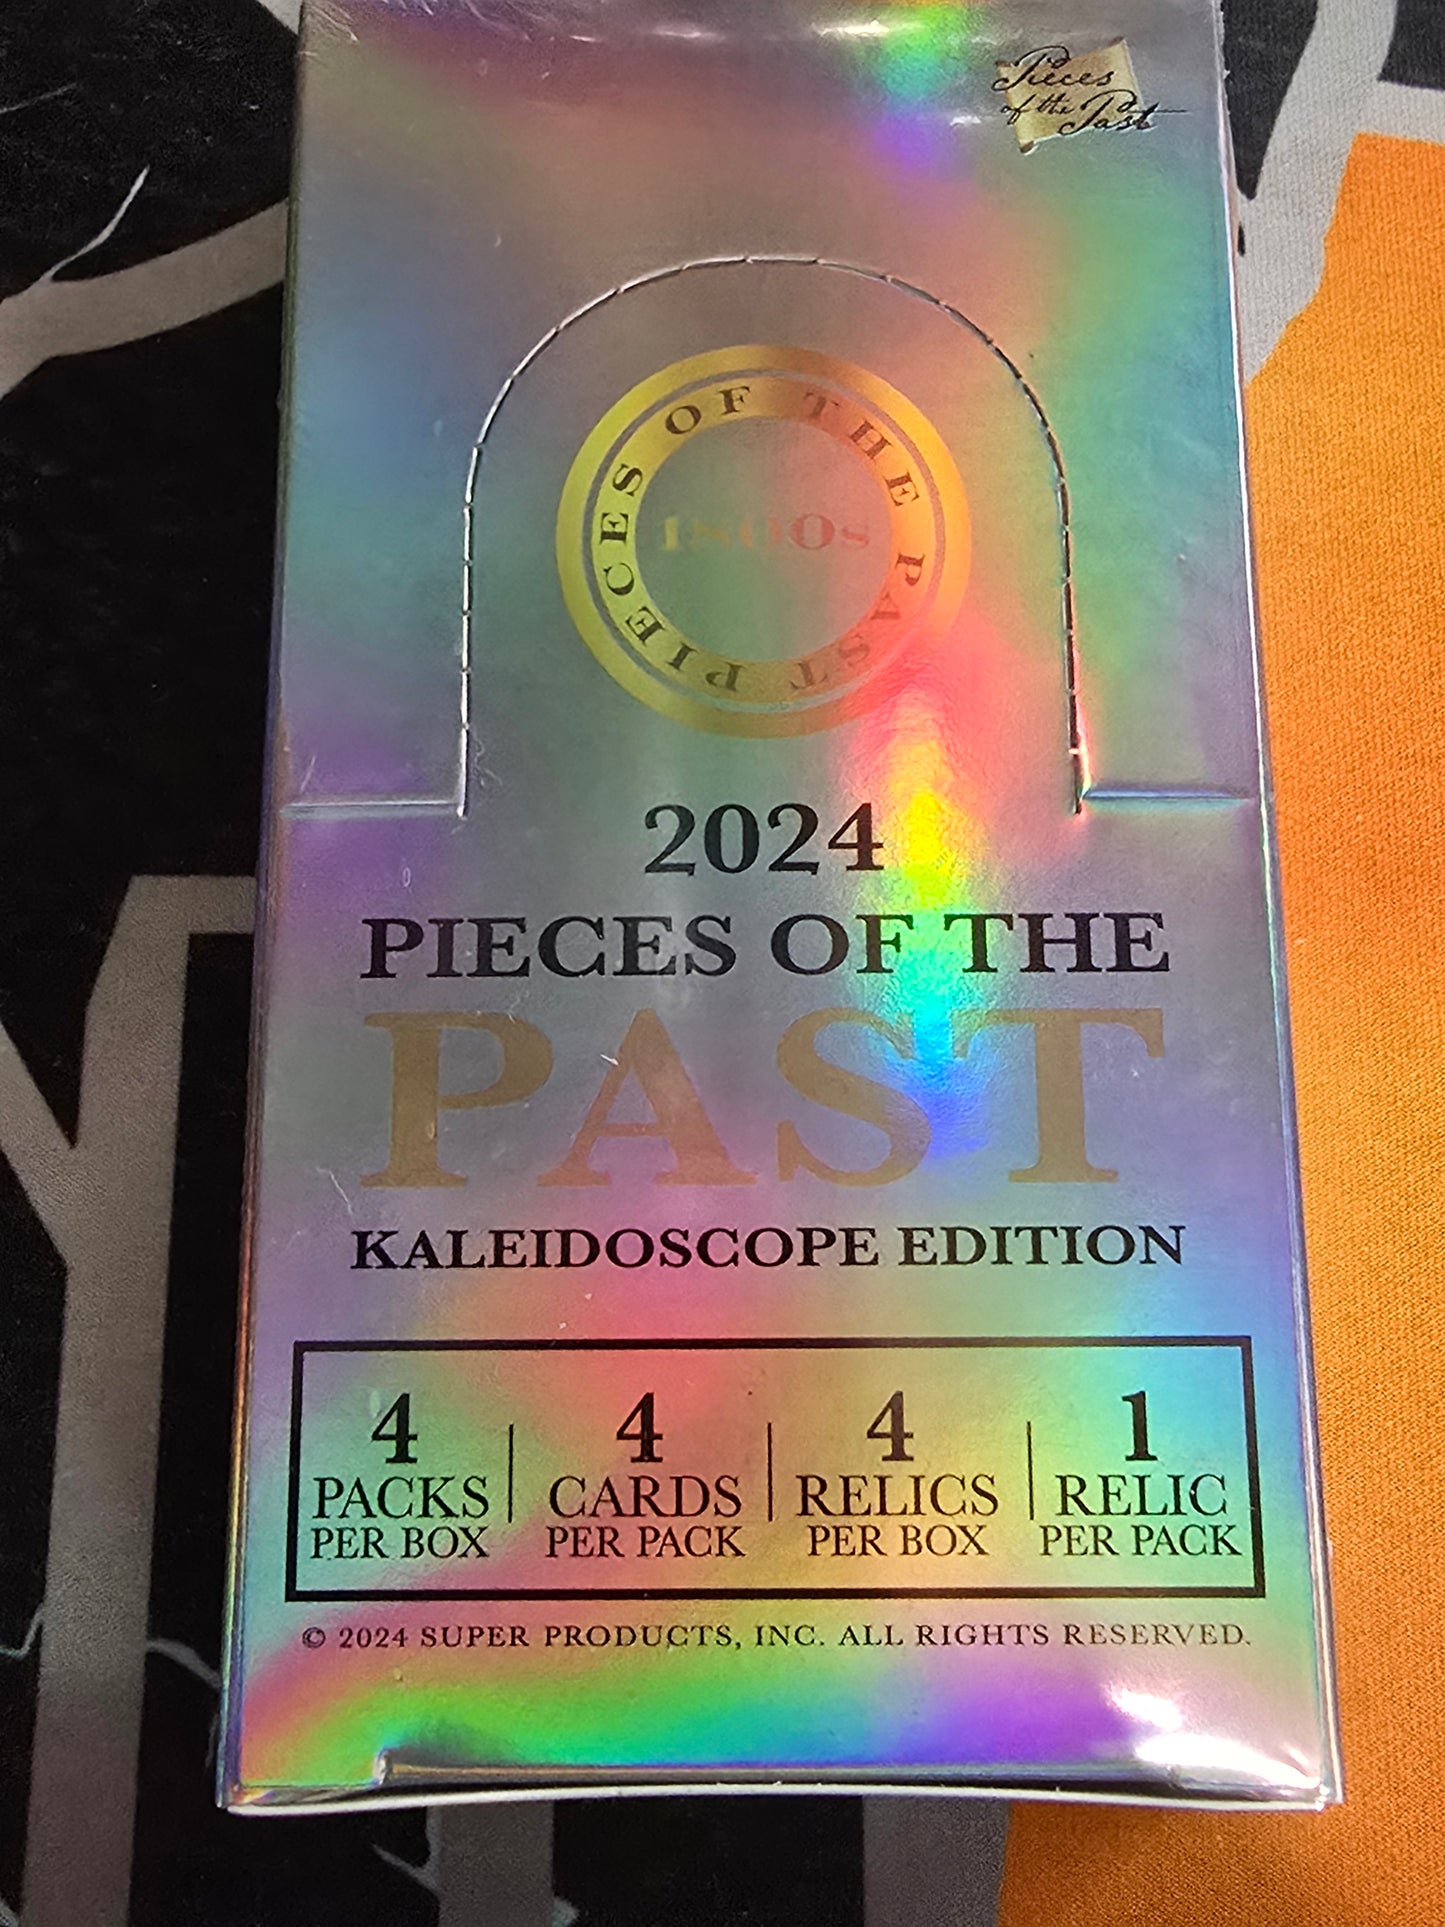 Pieces
of the Past
PIECES OF THE PAST
1800s
2024
PIECES OF THE
PAST
KALEIDOSCOPE EDITION
4
PACKS
PER BOX
4
CARDS
PER PACK
4
RELICS
PER BOX
1
RELIC
PER PACK
© 2024 SUPER PRODUCTS, INC. ALL RIGHTS RESERVED.